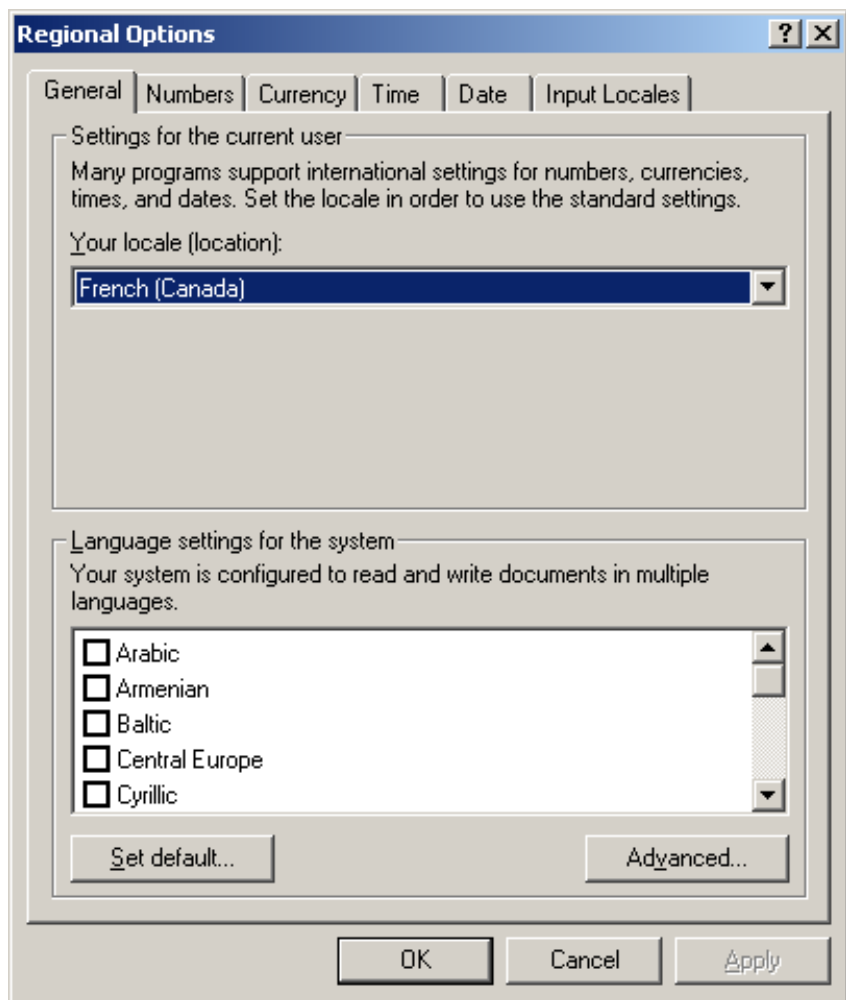 Regional Options
General
Numbers
Currency
Time
Date
Input Locales
Settings for the current user
Many programs support international settings for numbers, currencies,
times, and dates. Set the locale in order to use the standard settings.
Your locale (location):
French (Canada)
Language settings for the system
Your system is configured to read and write documents in multiple
languages.
Arabic
Armenian
Baltic
Central Europe
Cyrillic
Set default...
Advanced...
OK
Cancel
Apply